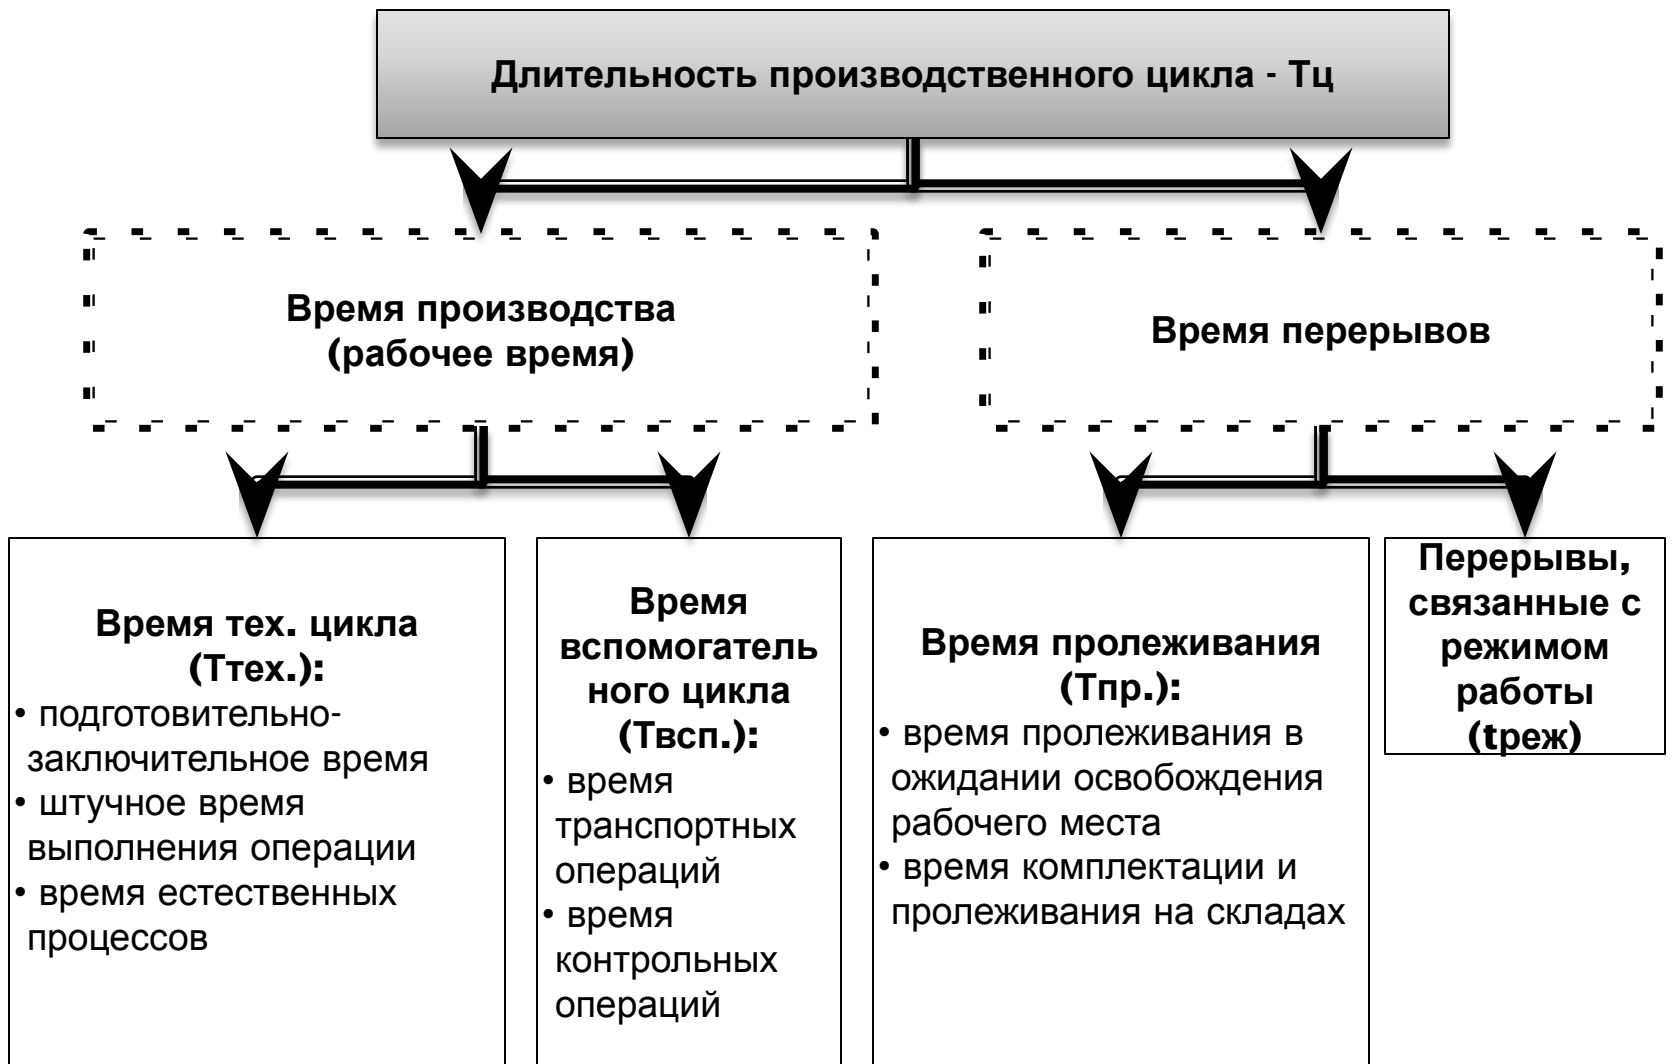 Длительность производственного цикла - Тц
Время производства
(рабочее время)
Время перерывов
Время тех. цикла
(Ттех.):
• подготовительно-
заключительное время
• штучное время
выполнения операции
• время естественных
процессов
Время
вспомогатель
ного цикла
(Твсп.):
• время
транспортных
операций
• время
контрольных
операций
Время пролеживания
(Тпр.):
• время пролеживания в
ожидании освобождения
рабочего места
• время комплектации и
пролеживания на складах
Перерывы,
связанные с
режимом
работы
(tреж)